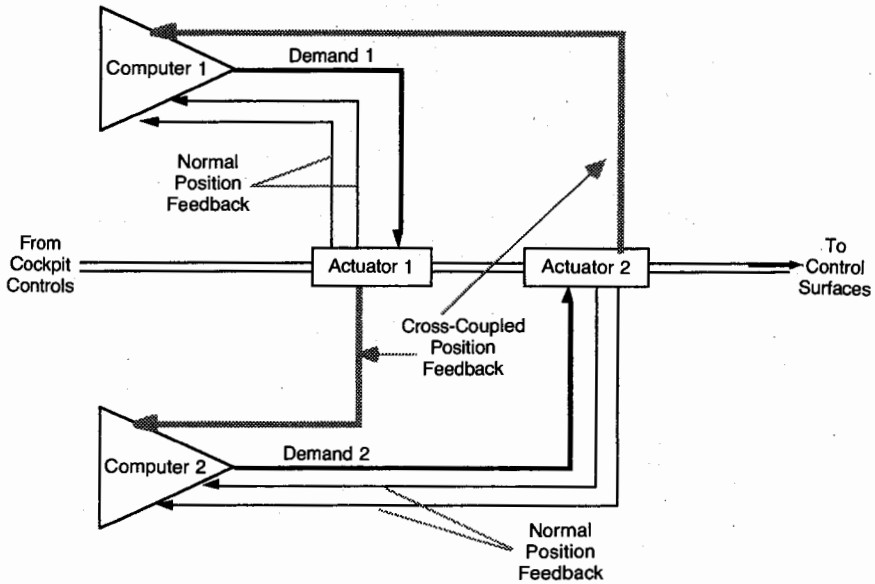 Demand 1
Computer 1
Normal
Position
Feedback
From
Cockpit
Controls
Actuator 1
Actuator 2
To
Control
Surfaces
Cross-Coupled
Position
Feedback
Demand 2
Computer 2
Normal
Position
Feedback